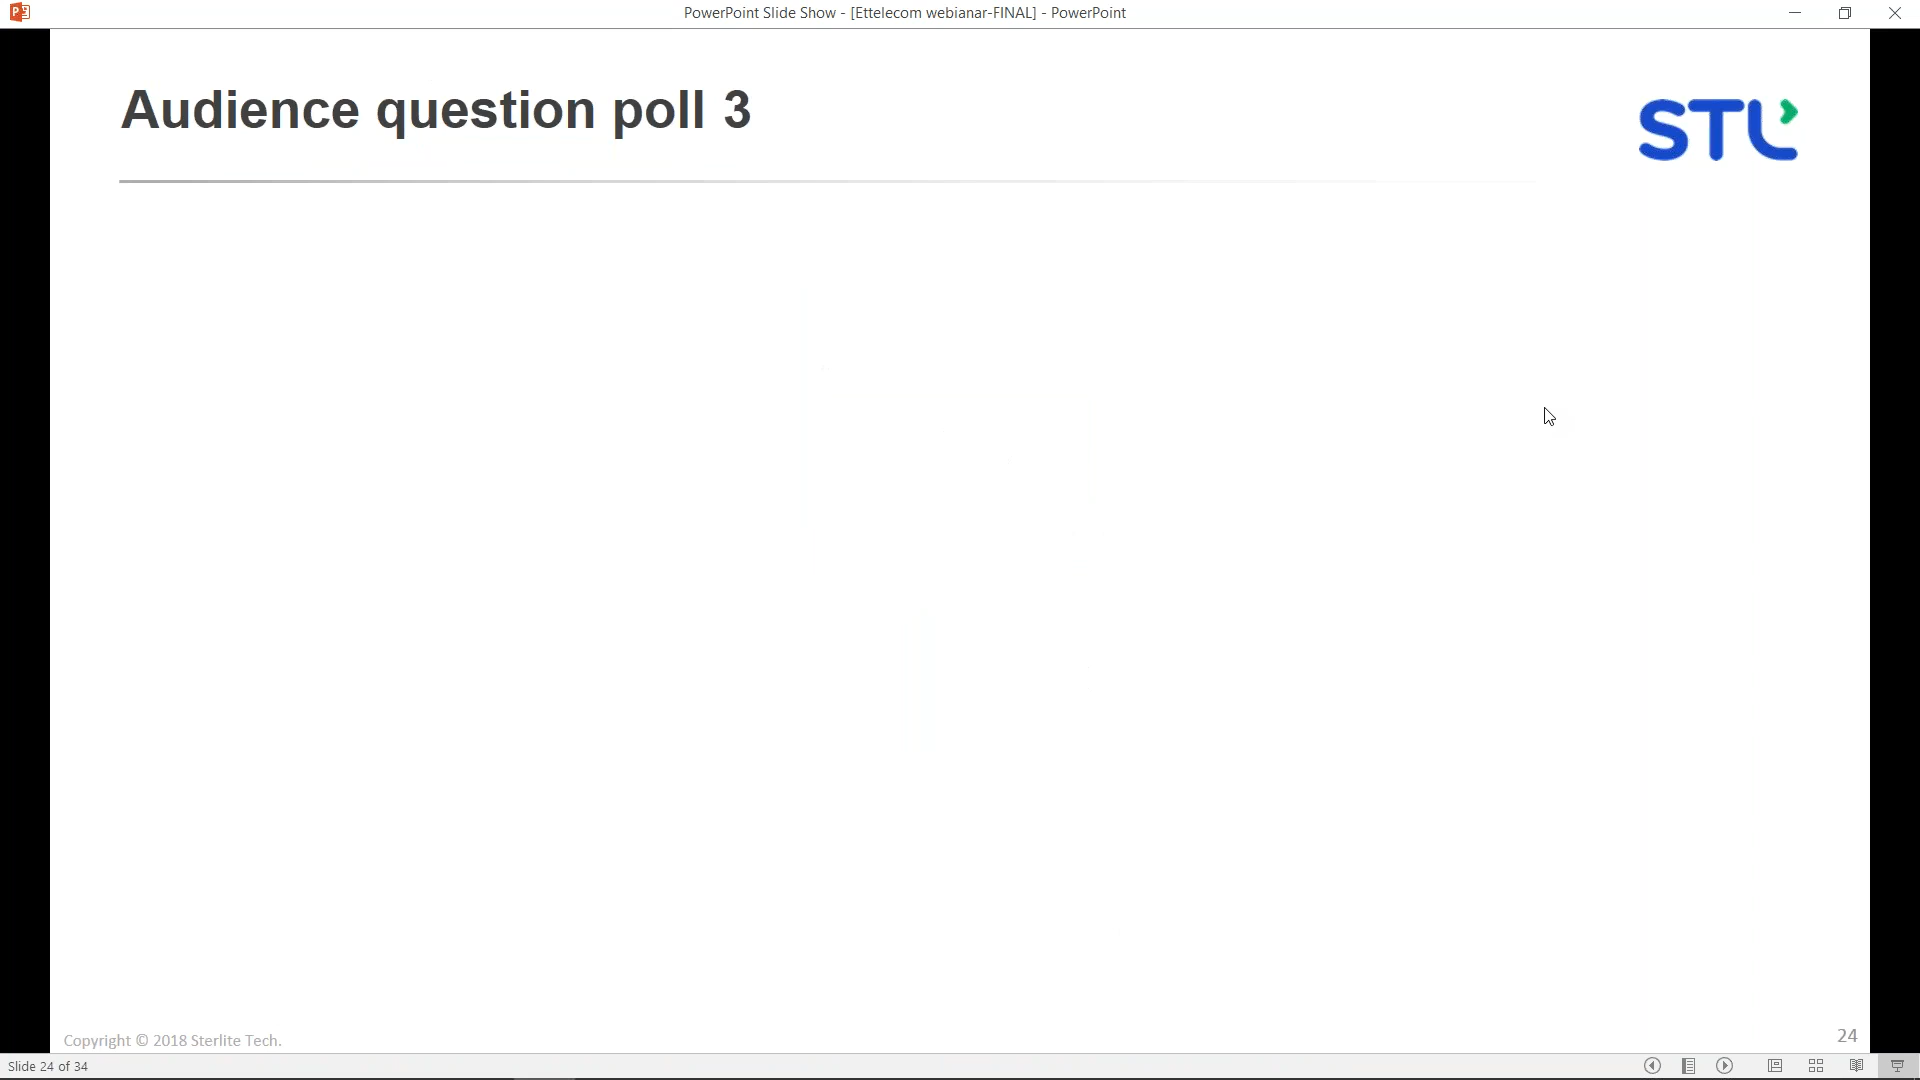 PowerPoint Slide Show - [Ettelecom webianar-FINAL] - PowerPoint
Audience question poll 3
STL
Copyright © 2018 Sterlite Tech.
24
Slide 24 of 34